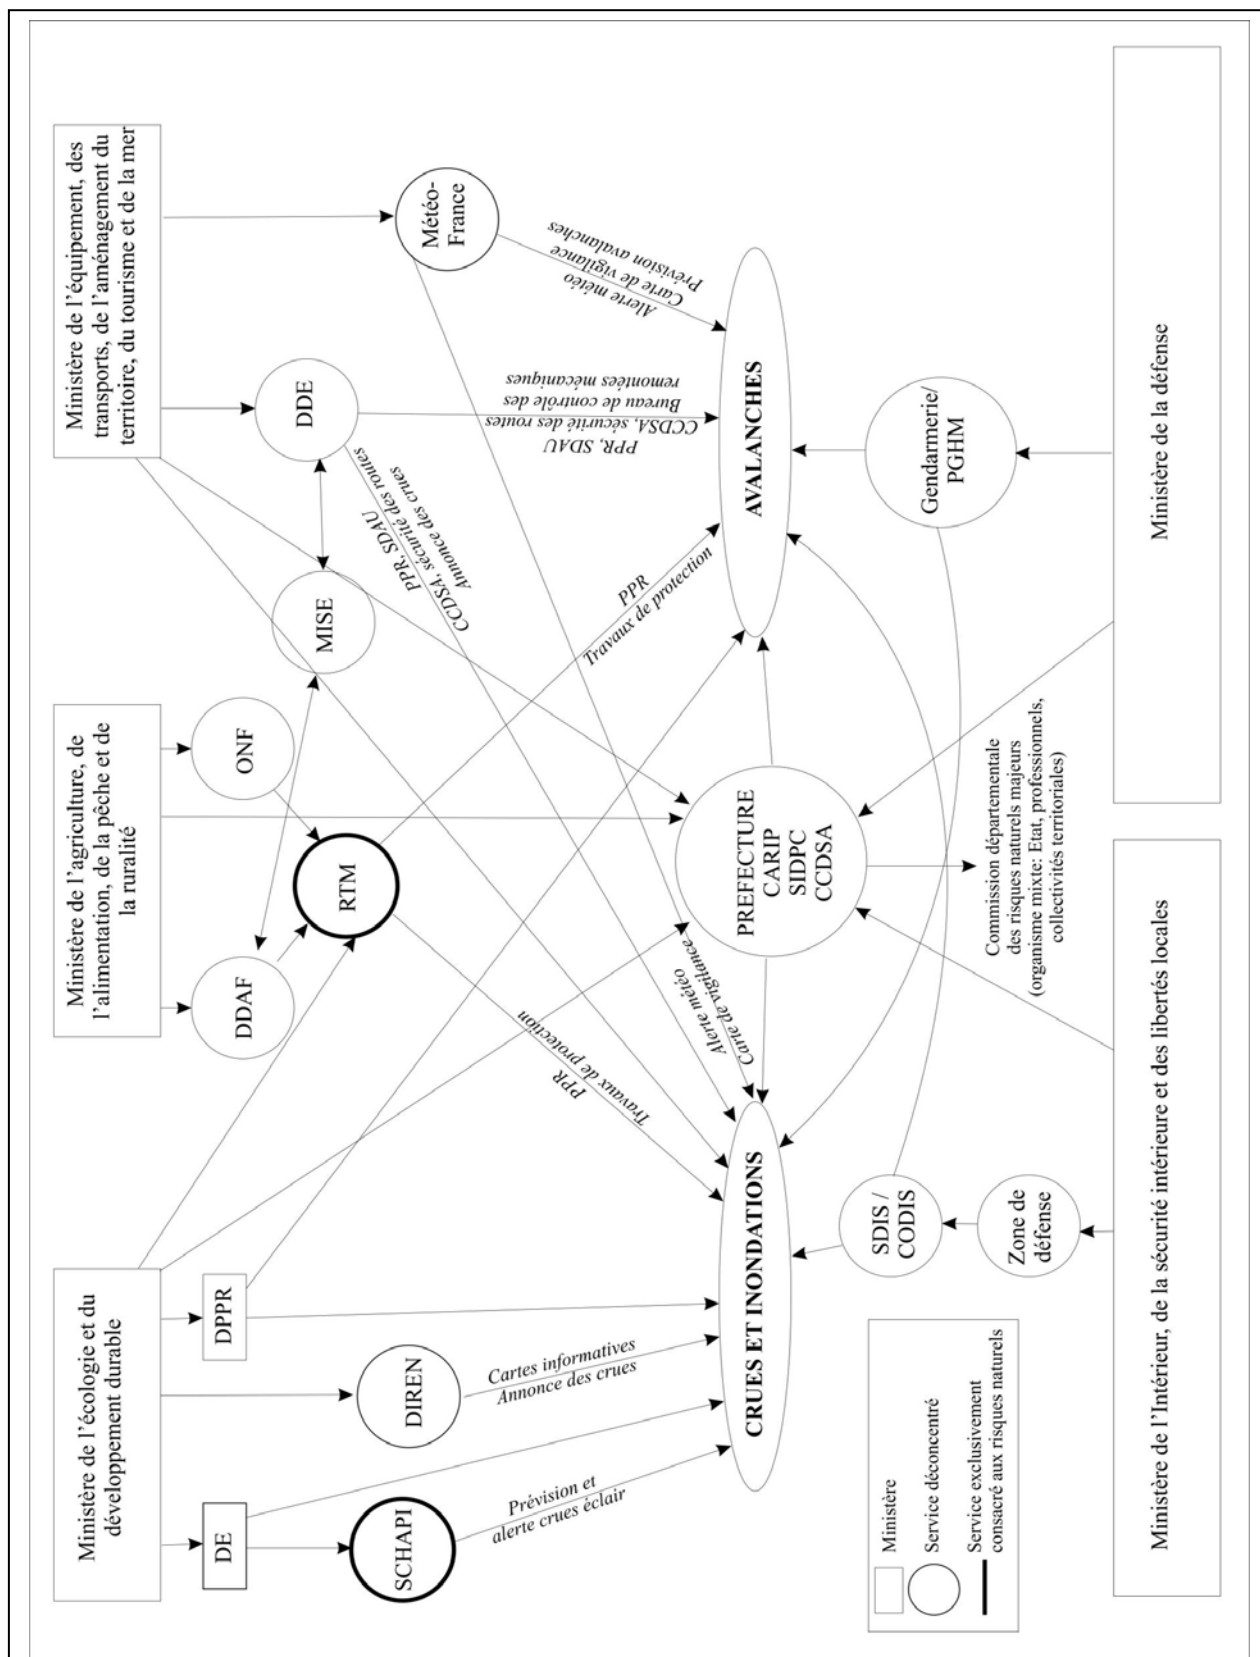 Ministère de l’écologie et du
développement durable
Ministère de l’agriculture, de
l’alimentation, de la pêche et de
la ruralité
Ministère de l’équipement, des
transports, de l’aménagement du
territoire, du tourisme et de la mer
DE
DPPR
DDAF
ONF
MISE
DDE
SCHAPI
DIREN
RTM
Météo-
France
Prévision et
alerte crues éclair
Cartes informatives
Annonce des crues
PPR
Travaux de protection
PPR
Travaux de protection
PPR, SDAU
CCDSA, sécurité des routes
Annonce des crues
PPR, SDAU
CCDSA, sécurité des routes
Bureau de contrôle des
remontées mécaniques
Alerte météo
Carte de vigilance
Prévision avalanches
Alerte météo
Carte de vigilance
CRUES ET INONDATIONS
PREFECTURE
CARIP
SIDPC
CCDSA
AVALANCHES
SDIS /
CODIS
Zone de
défense
Gendarmerie/
PGHM
Commission départementale
des risques naturels majeurs
(organisme mixte: Etat, professionnels,
collectivités territoriales)
Ministère
Service déconcentré
Service exclusivement
consacré aux risques naturels
Ministère de l’Intérieur, de la sécurité intérieure et des libertés locales
Ministère de la défense